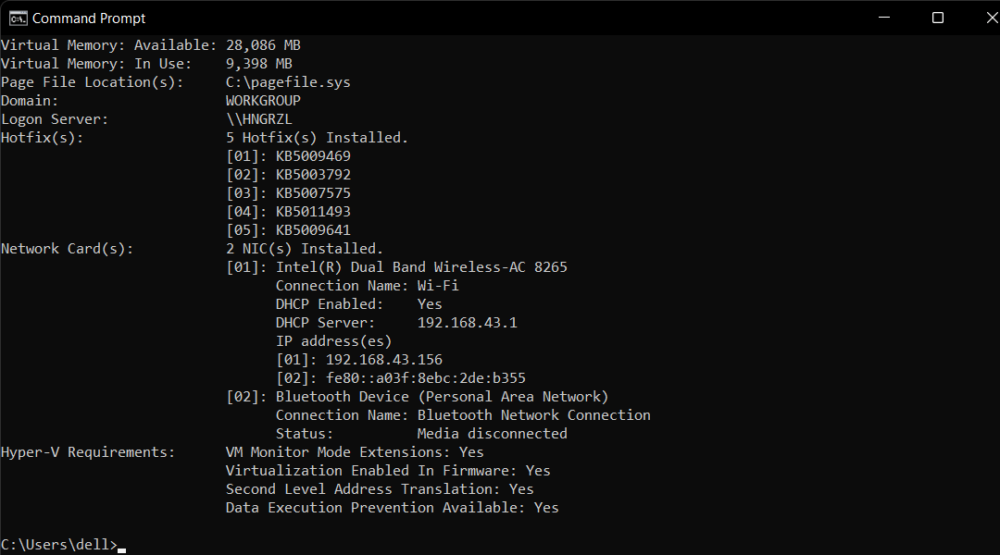 Command Prompt
Virtual Memory: Available: 28,086 MB
Virtual Memory: In Use:    9,398 MB
Page File Location(s):     C:\pagefile.sys
Domain:                    WORKGROUP
Logon Server:              \\HNGRZL
Hotfix(s):                 5 Hotfix(s) Installed.
                           [01]: KB5009469
                           [02]: KB5003792
                           [03]: KB5007575
                           [04]: KB5011493
                           [05]: KB5009641
Network Card(s):           2 NIC(s) Installed.
                           [01]: Intel(R) Dual Band Wireless-AC 8265
                                 Connection Name: Wi-Fi
                                 DHCP Enabled:    Yes
                                 DHCP Server:     192.168.43.1
                                 IP address(es)
                                 [01]: 192.168.43.156
                                 [02]: fe80::a03f:8ebc:2de:b355
                           [02]: Bluetooth Device (Personal Area Network)
                                 Connection Name: Bluetooth Network Connection
                                 Status:          Media disconnected
Hyper-V Requirements:      VM Monitor Mode Extensions: Yes
                           Virtualization Enabled In Firmware: Yes
                           Second Level Address Translation: Yes
                           Data Execution Prevention Available: Yes
C:\Users\dell>